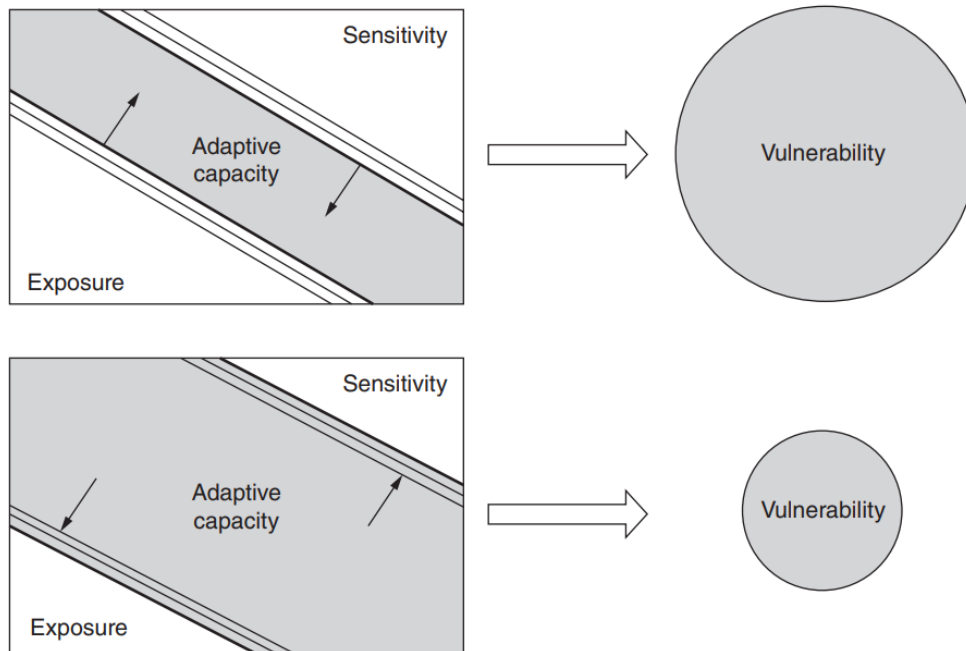 Sensitivity
Adaptive
capacity
Vulnerability
Exposure
Sensitivity
Adaptive
capacity
Vulnerability
Exposure